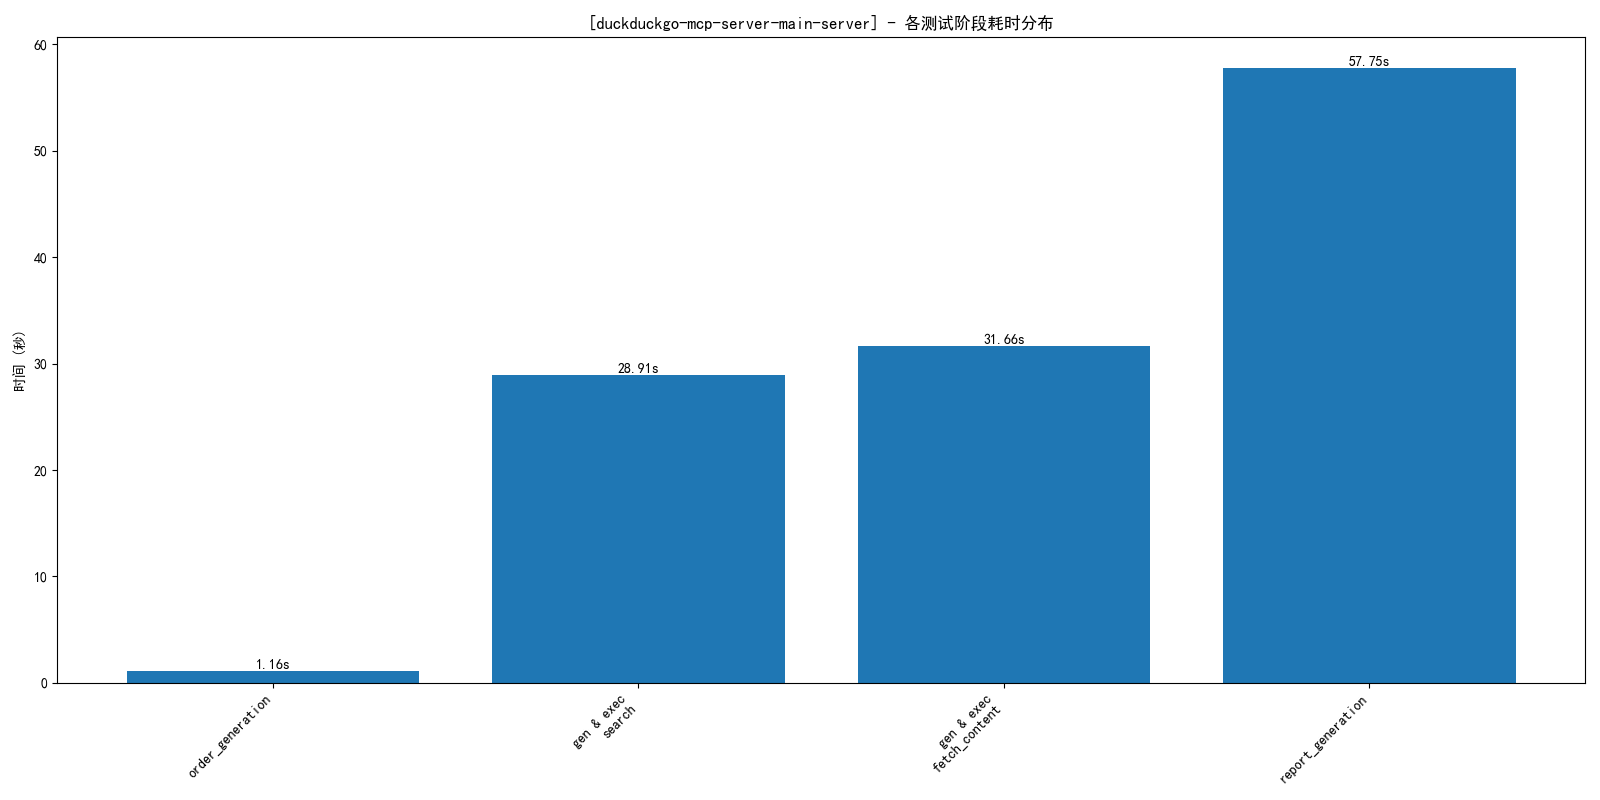 [duckduckgo-mcp-server-main-server] - 各测试阶段耗时分布
时间 (秒)
60
50
40
30
20
10
0
1.16s
28.91s
31.66s
57.75s
order_generation
gen & exec
search
gen & exec
fetch_content
report_generation